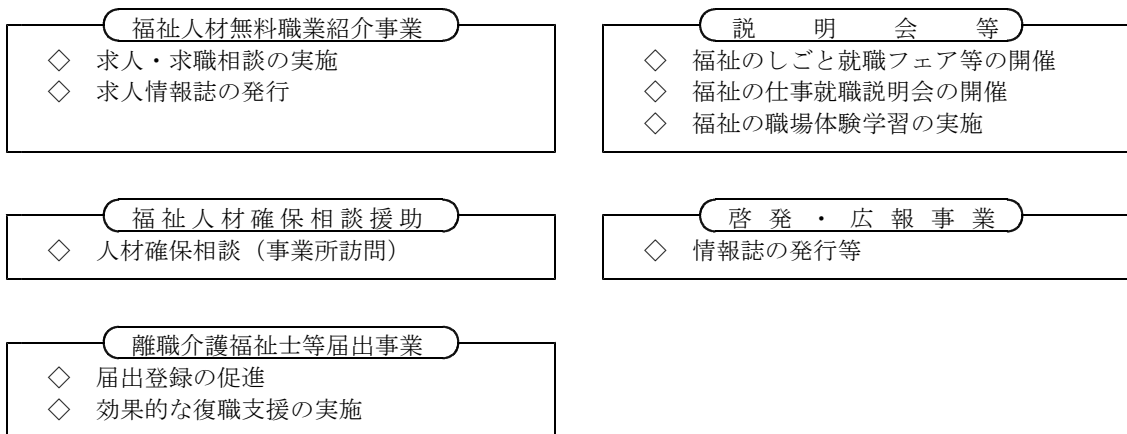 福祉人材無料職業紹介事業
◇ 求人・求職相談の実施
◇ 求人情報誌の発行
説明会等
◇ 福祉のしごと就職フェア等の開催
◇ 福祉の仕事就職説明会の開催
◇ 福祉の職場体験学習の実施
福祉人材確保相談援助
◇ 人材確保相談（事業所訪問）
啓発・広報事業
◇ 情報誌の発行等
離職介護福祉士等届出事業
◇ 届出登録の促進
◇ 効果的な復職支援の実施